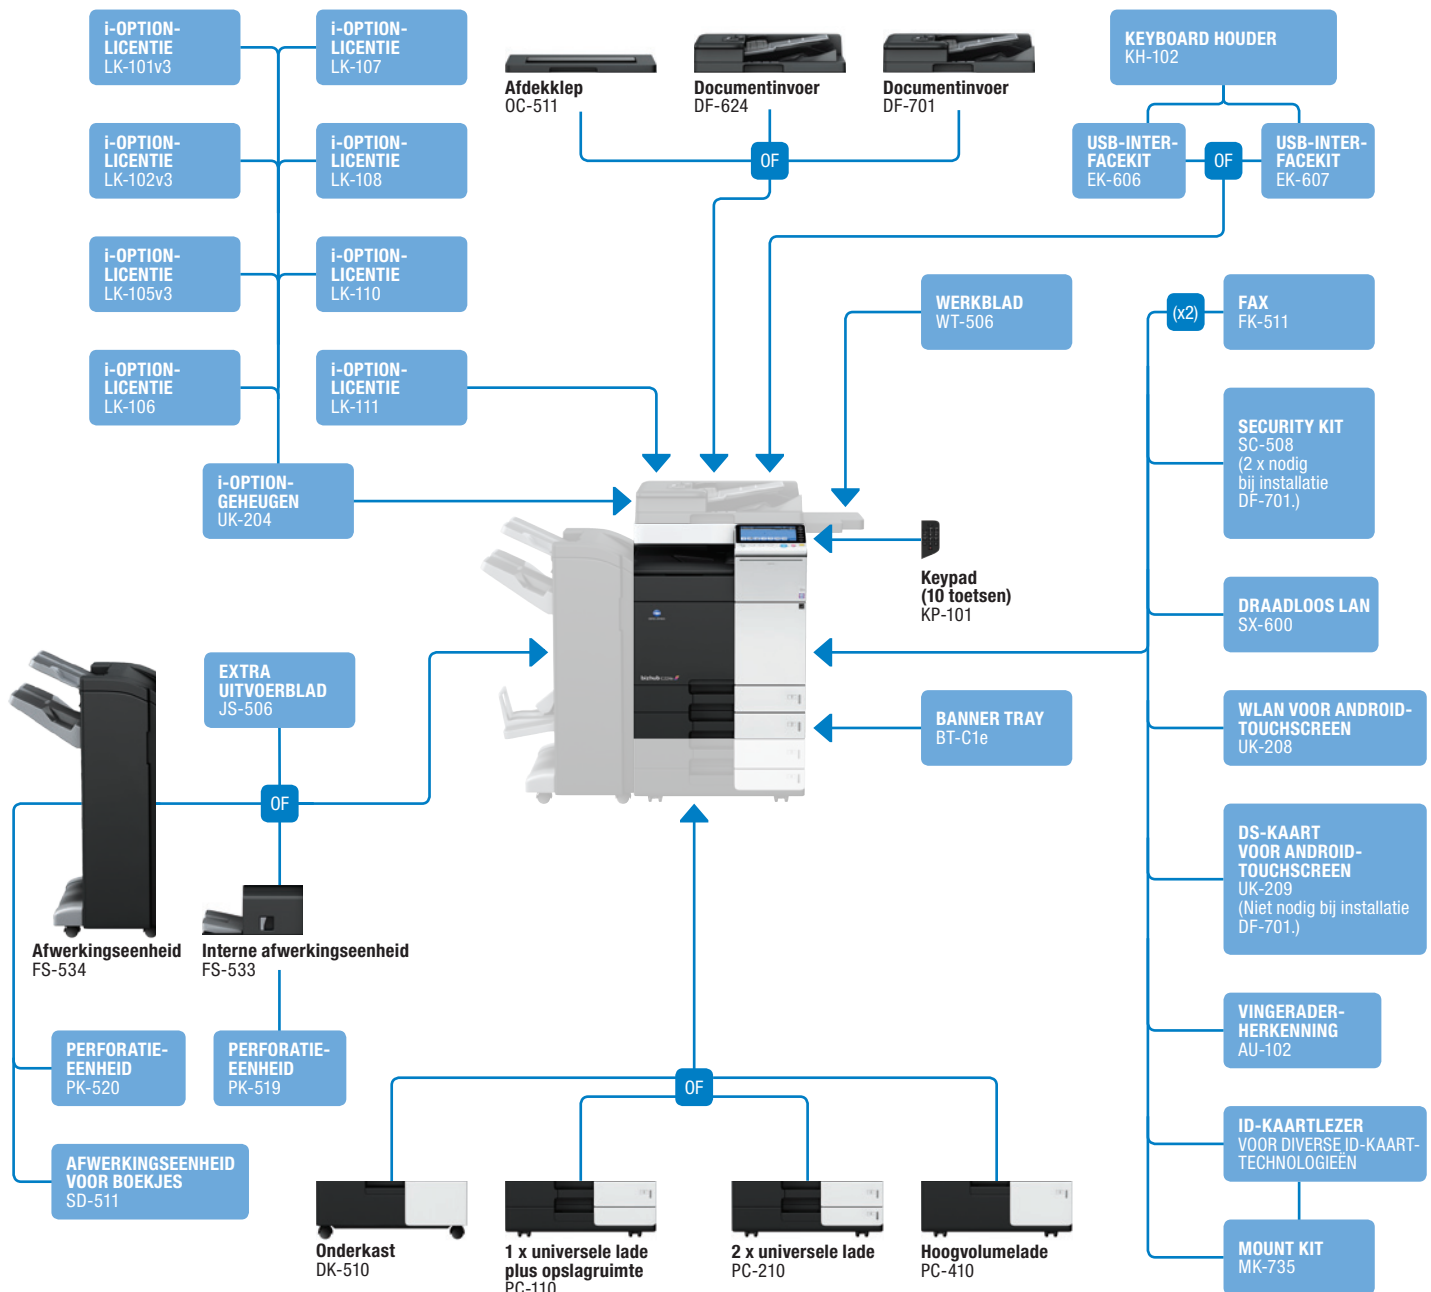 i-OPTION-
LICENTIE
LK-101v3
i-OPTION-
LICENTIE
LK-107
i-OPTION-
LICENTIE
LK-102v3
i-OPTION-
LICENTIE
LK-108
i-OPTION-
LICENTIE
LK-105v3
i-OPTION-
LICENTIE
LK-110
i-OPTION-
LICENTIE
LK-106
i-OPTION-
LICENTIE
LK-111
i-OPTION-
GEHEUGEN
UK-204
Afdekklep
OC-511
Documentinvoer
DF-624
Documentinvoer
DF-701
OF
KEYBOARD HOUDER
KH-102
USB-INTER-
FACEKIT
EK-606
OF
USB-INTER-
FACEKIT
EK-607
WERKBLAD
WT-506
(x2)
FAX
FK-511
SECURITY KIT
SC-508
(2 x nodig
bij installatie
DF-701.)
Keypad
(10 toetsen)
KP-101
DRAADLOOS LAN
SX-600
EXTRA
UITVOERBLAD
JS-506
BANNER TRAY
BT-C1e
WLAN VOOR ANDROID-
TOUCHSCREEN
UK-208
OF
DS-KAART
VOOR ANDROID-
TOUCHSCREEN
UK-209
(Niet nodig bij installatie
DF-701.)
Afwerkingseenheid
FS-534
Interne afwerkingseenheid
FS-533
VINGERADER-
HERKENNING
AU-102
PERFORATIE-
EENHEID
PK-520
PERFORATIE-
EENHEID
PK-519
OF
ID-KAARTLEZER
VOOR DIVERSE ID-KAART-
TECHNOLOGIEËN
AFWERKINGSEENHEID
VOOR BOEKJES
SD-511
Onderkast
DK-510
1 x universele lade
plus opslagruimte
PC-110
2 x universele lade
PC-210
Hoogvolumelade
PC-410
MOUNT KIT
MK-735